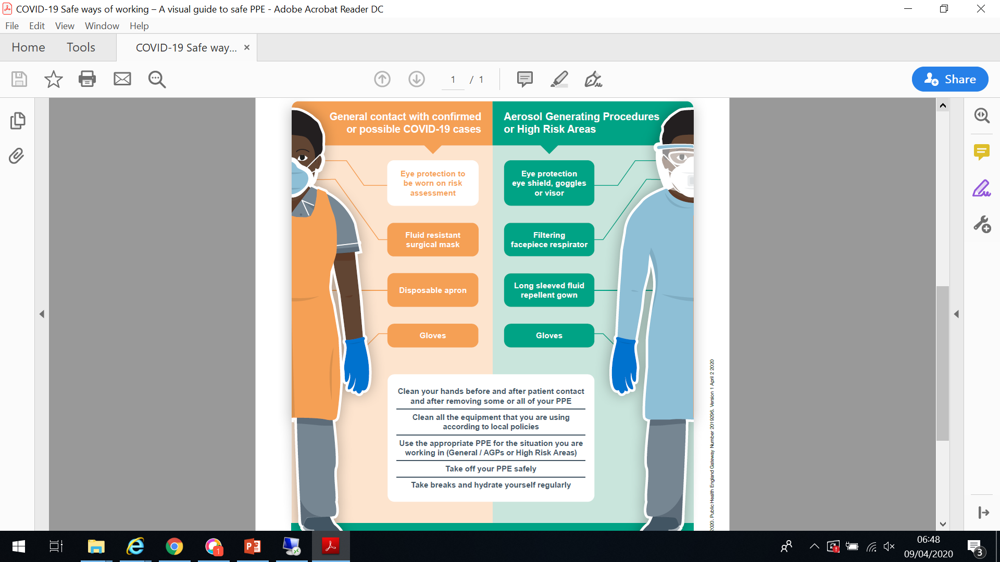 COVID-19 Safe ways of working – A visual guide to safe PPE - Adobe Acrobat Reader DC
File Edit View Window Help
Home Tools COVID-19 Safe way...
1 / 1
Share
General contact with confirmed
or possible COVID-19 cases
Eye protection to
be worn on risk
assessment
Fluid resistant
surgical mask
Disposable apron
Gloves
Aerosol Generating Procedures
or High Risk Areas
Eye protection
eye shield, goggles
or visor
Filtering
facepiece respirator
Long sleeved fluid
repellent gown
Gloves
Clean your hands before and after patient contact
and after removing some or all of your PPE
Clean all the equipment that you are using
according to local policies
Use the appropriate PPE for the situation you are
working in (General / AGPs or High Risk Areas)
Take off your PPE safely
Take breaks and hydrate yourself regularly
2020. Public Health England Gateway Number 2019296. Version 1 April 2 2020
1
06:48
09/04/2020
3